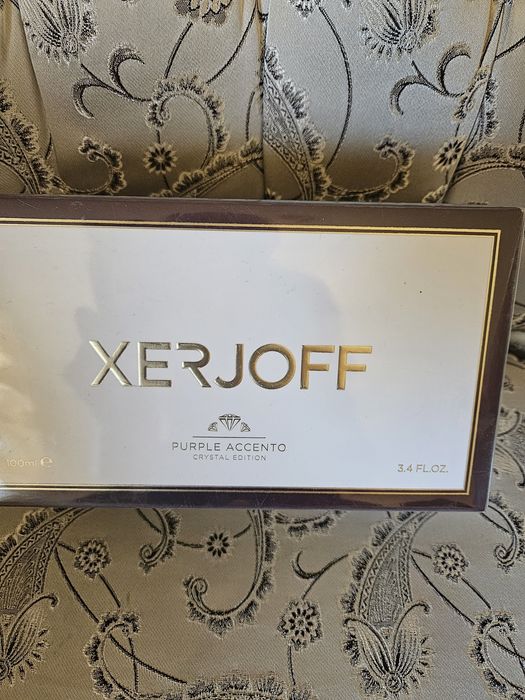 XERJOFF
PURPLE ACCENTO
CRYSTAL EDITION
100ml e
3.4 FL.OZ.